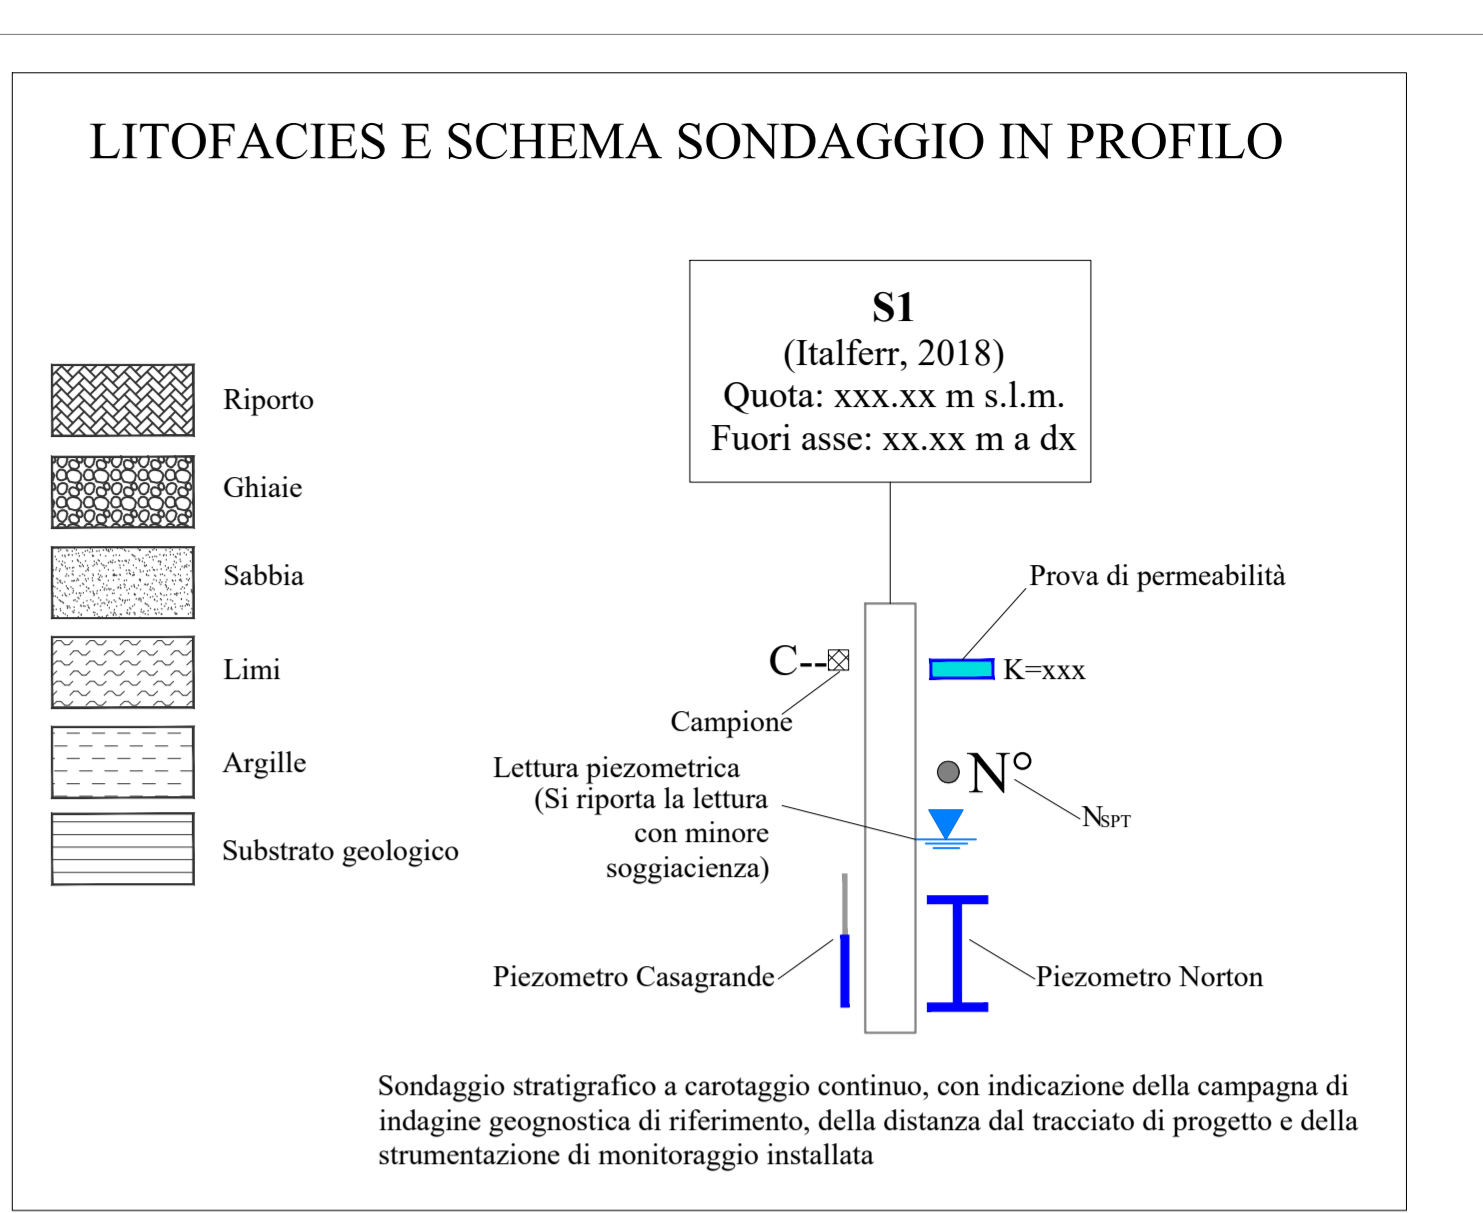 LITOFACIES E SCHEMA SONDAGGIO IN PROFILO
S1
(Italferr, 2018)
Quota: xxx.xx m s.l.m.
Fuori asse: xx.xx m a dx
Riporto
Ghiaie
Sabbia
Limi
Argille
Substrato geologico
Prova di permeabilità
C--
K=xxx
Campione
Lettura piezometrica
(Si riporta la lettura
con minore
soggiacienza)
N°
NSPT
Piezometro Casagrande
Piezometro Norton
Sondaggio stratigrafico a carotaggio continuo, con indicazione della campagna di
indagine geognostica di riferimento, della distanza dal tracciato di progetto e della
strumentazione di monitoraggio installata